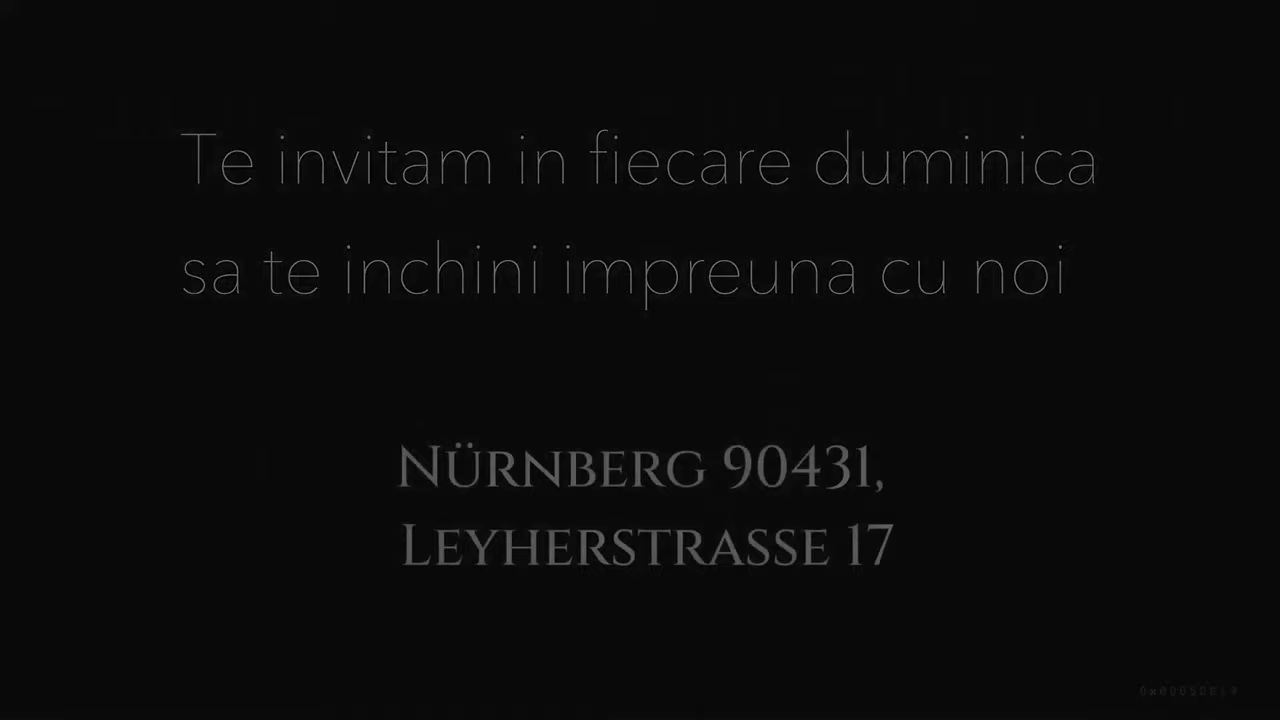 Te invitam in fiecare duminica
sa te inchini impreuna cu noi
Nürnberg 90431,
Leyherstrasse 17